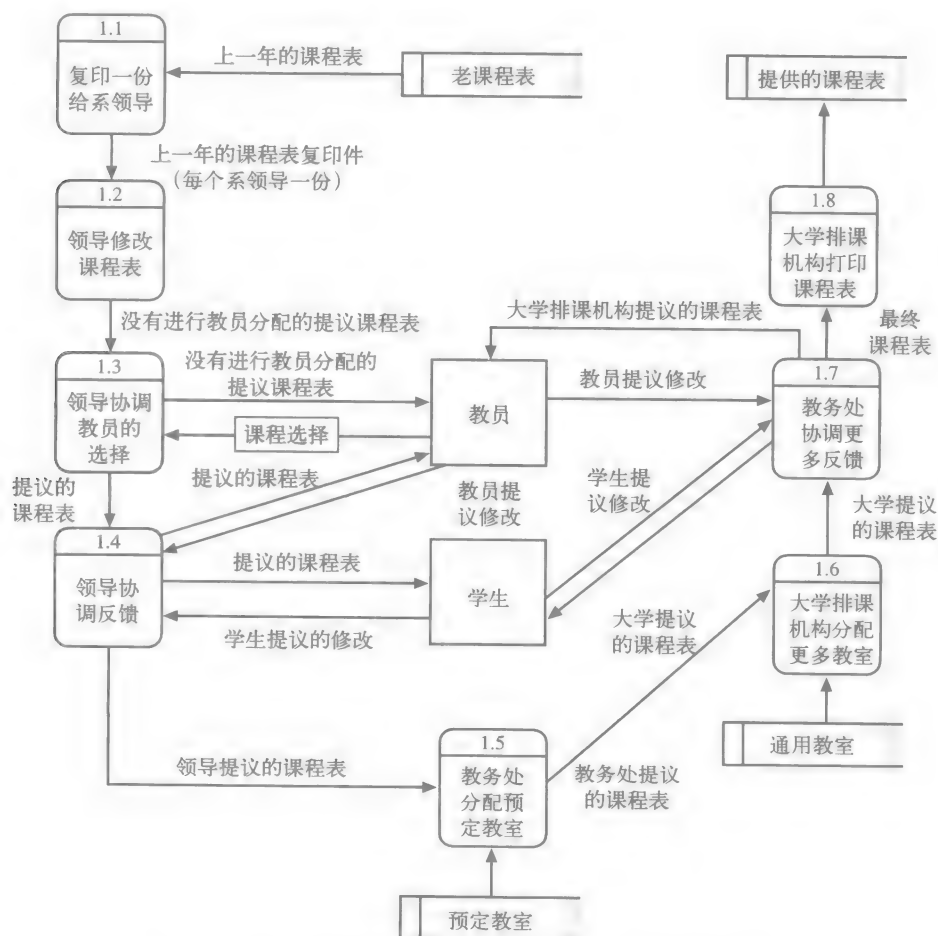 1.1
复印一份
给系领导
上一年的课程表
老课程表
提供的课程表
上一年的课程表复印件
（每个系领导一份）
1.2
领导修改
课程表
1.8
大学排课
机构打印
课程表
没有进行教员分配的提议课程表
大学排课机构提议的课程表
最终
课程表
1.3
领导协调
教员的
选择
没有进行教员分配的
提议课程表
课程选择
教员
教员提议修改
1.7
教务处
协调更
多反馈
提议的
课程表
提议的课程表
教员提
议修改
学生提
议修改
大学提议
的课程表
1.4
领导协
调反馈
提议的课程表
学生提议的修改
学生
大学提议
的课程表
1.6
大学排课
机构分配
更多教室
通用教室
领导提议的课程表
1.5
教务处
分配预
定教室
教务处提议
的课程表
预定教室